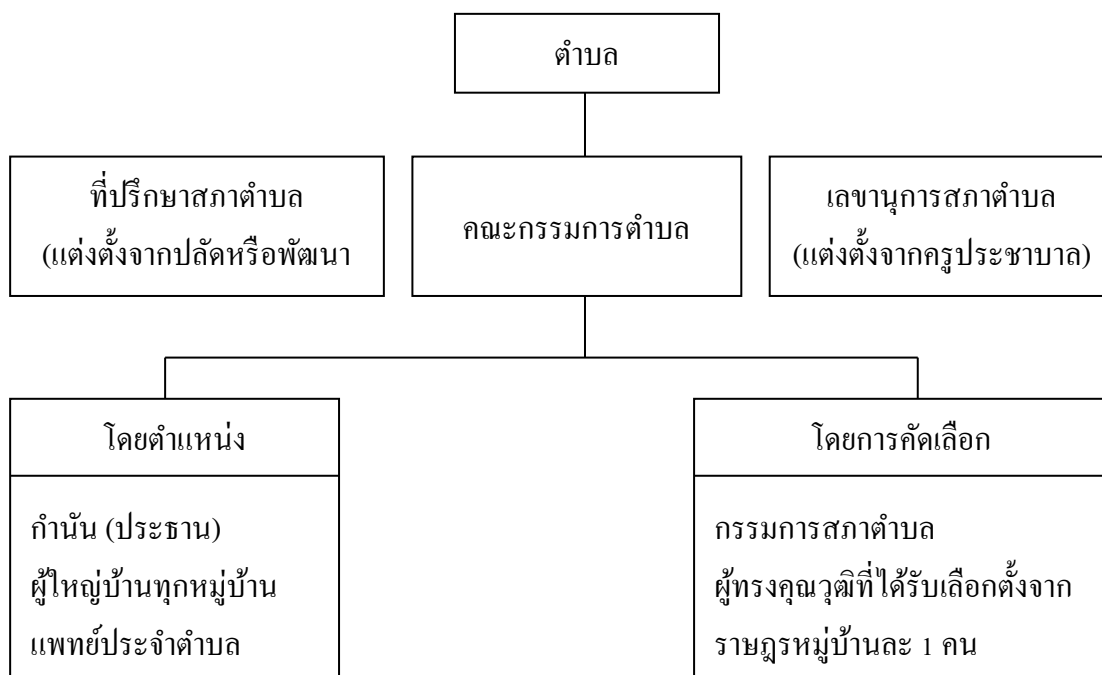 ตำบล
ที่ปรึกษาสภาตำบล
(แต่งตั้งจากปลัดหรือพัฒนา
คณะกรรมการตำบล
เลขานุการสภาตำบล
(แต่งตั้งจากครูประชาบาล)
โดยตำแหน่ง
กำนัน (ประธาน)
ผู้ใหญ่บ้านทุกหมู่บ้าน
แพทย์ประจำตำบล
โดยการคัดเลือก
กรรมการสภาตำบล
ผู้ทรงคุณวุฒิที่ได้รับเลือกตั้งจาก
ราษฎรหมู่บ้านละ 1 คน